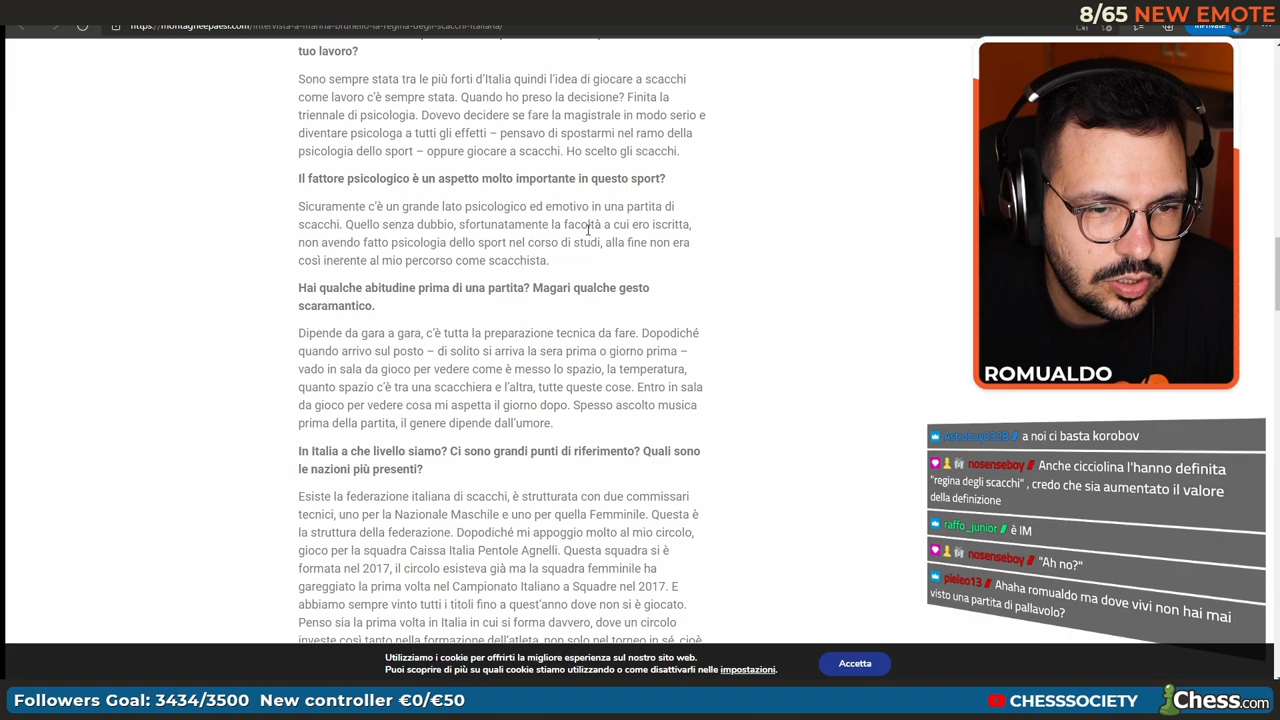 8/65 NEW EMOTE
https://montagneepaesi.com/intervista-a-marina-brunello-la-regina-degli-scacchi-italiana/
InPrivate
tuo lavoro?
Sono sempre stata tra le più forti d'Italia quindi l'idea di giocare a scacchi
come lavoro c'è sempre stata. Quando ho preso la decisione? Finita la
triennale di psicologia. Dovevo decidere se fare la magistrale in modo serio e
diventare psicologa a tutti gli effetti – pensavo di spostarmi nel ramo della
psicologia dello sport – oppure giocare a scacchi. Ho scelto gli scacchi.
Il fattore psicologico è un aspetto molto importante in questo sport?
Sicuramente c'è un grande lato psicologico ed emotivo in una partita di
scacchi. Quello senza dubbio, sfortunatamente la facoltà a cui ero iscritta,
non avendo fatto psicologia dello sport nel corso di studi, alla fine non era
così inerente al mio percorso come scacchista.
Hai qualche abitudine prima di una partita? Magari qualche gesto
scaramantico.
Dipende da gara a gara, c'è tutta la preparazione tecnica da fare. Dopodiché
quando arrivo sul posto – di solito si arriva la sera prima o giorno prima –
vado in sala da gioco per vedere come è messo lo spazio, la temperatura,
quanto spazio c'è tra una scacchiera e l'altra, tutte queste cose. Entro in sala
da gioco per vedere cosa mi aspetta il giorno dopo. Spesso ascolto musica
prima della partita, il genere dipende dall'umore.
In Italia a che livello siamo? Ci sono grandi punti di riferimento? Quali sono
le nazioni più presenti?
Esiste la federazione italiana di scacchi, è strutturata con due commissari
tecnici, uno per la Nazionale Maschile e uno per quella Femminile. Questa è
la struttura della federazione. Dopodiché mi appoggio molto al mio circolo,
gioco per la squadra Caissa Italia Pentole Agnelli. Questa squadra si è
formata nel 2017, il circolo esisteva già ma la squadra femminile ha
gareggiato la prima volta nel Campionato Italiano a Squadre nel 2017. E
abbiamo sempre vinto tutti i titoli fino a quest'anno dove non si è giocato.
Penso sia la prima volta in Italia in cui si forma davvero, dove un circolo
investe così tanto nella formazione dell'atleta, non solo nel torneo in sé, cioè
ROMUALDO
a noi ci basta korobov
nosenseboy Anche cicciolina l'hanno definita
"regina degli scacchi" , credo che sia aumentato il valore
della definizione
raffo_junior è IM
nosenseboy "Ah no?"
pieleo13 Ahaha romualdo ma dove vivi non hai mai
visto una partita di pallavolo?
Utilizziamo i cookie per offrirti la migliore esperienza sul nostro sito web.
Puoi scoprire di più su quali cookie stiamo utilizzando o come disattivarli nelle impostazioni.
Accetta
Followers Goal: 3434/3500 New controller €0/€50
CHESSSOCIETY
Chess.com